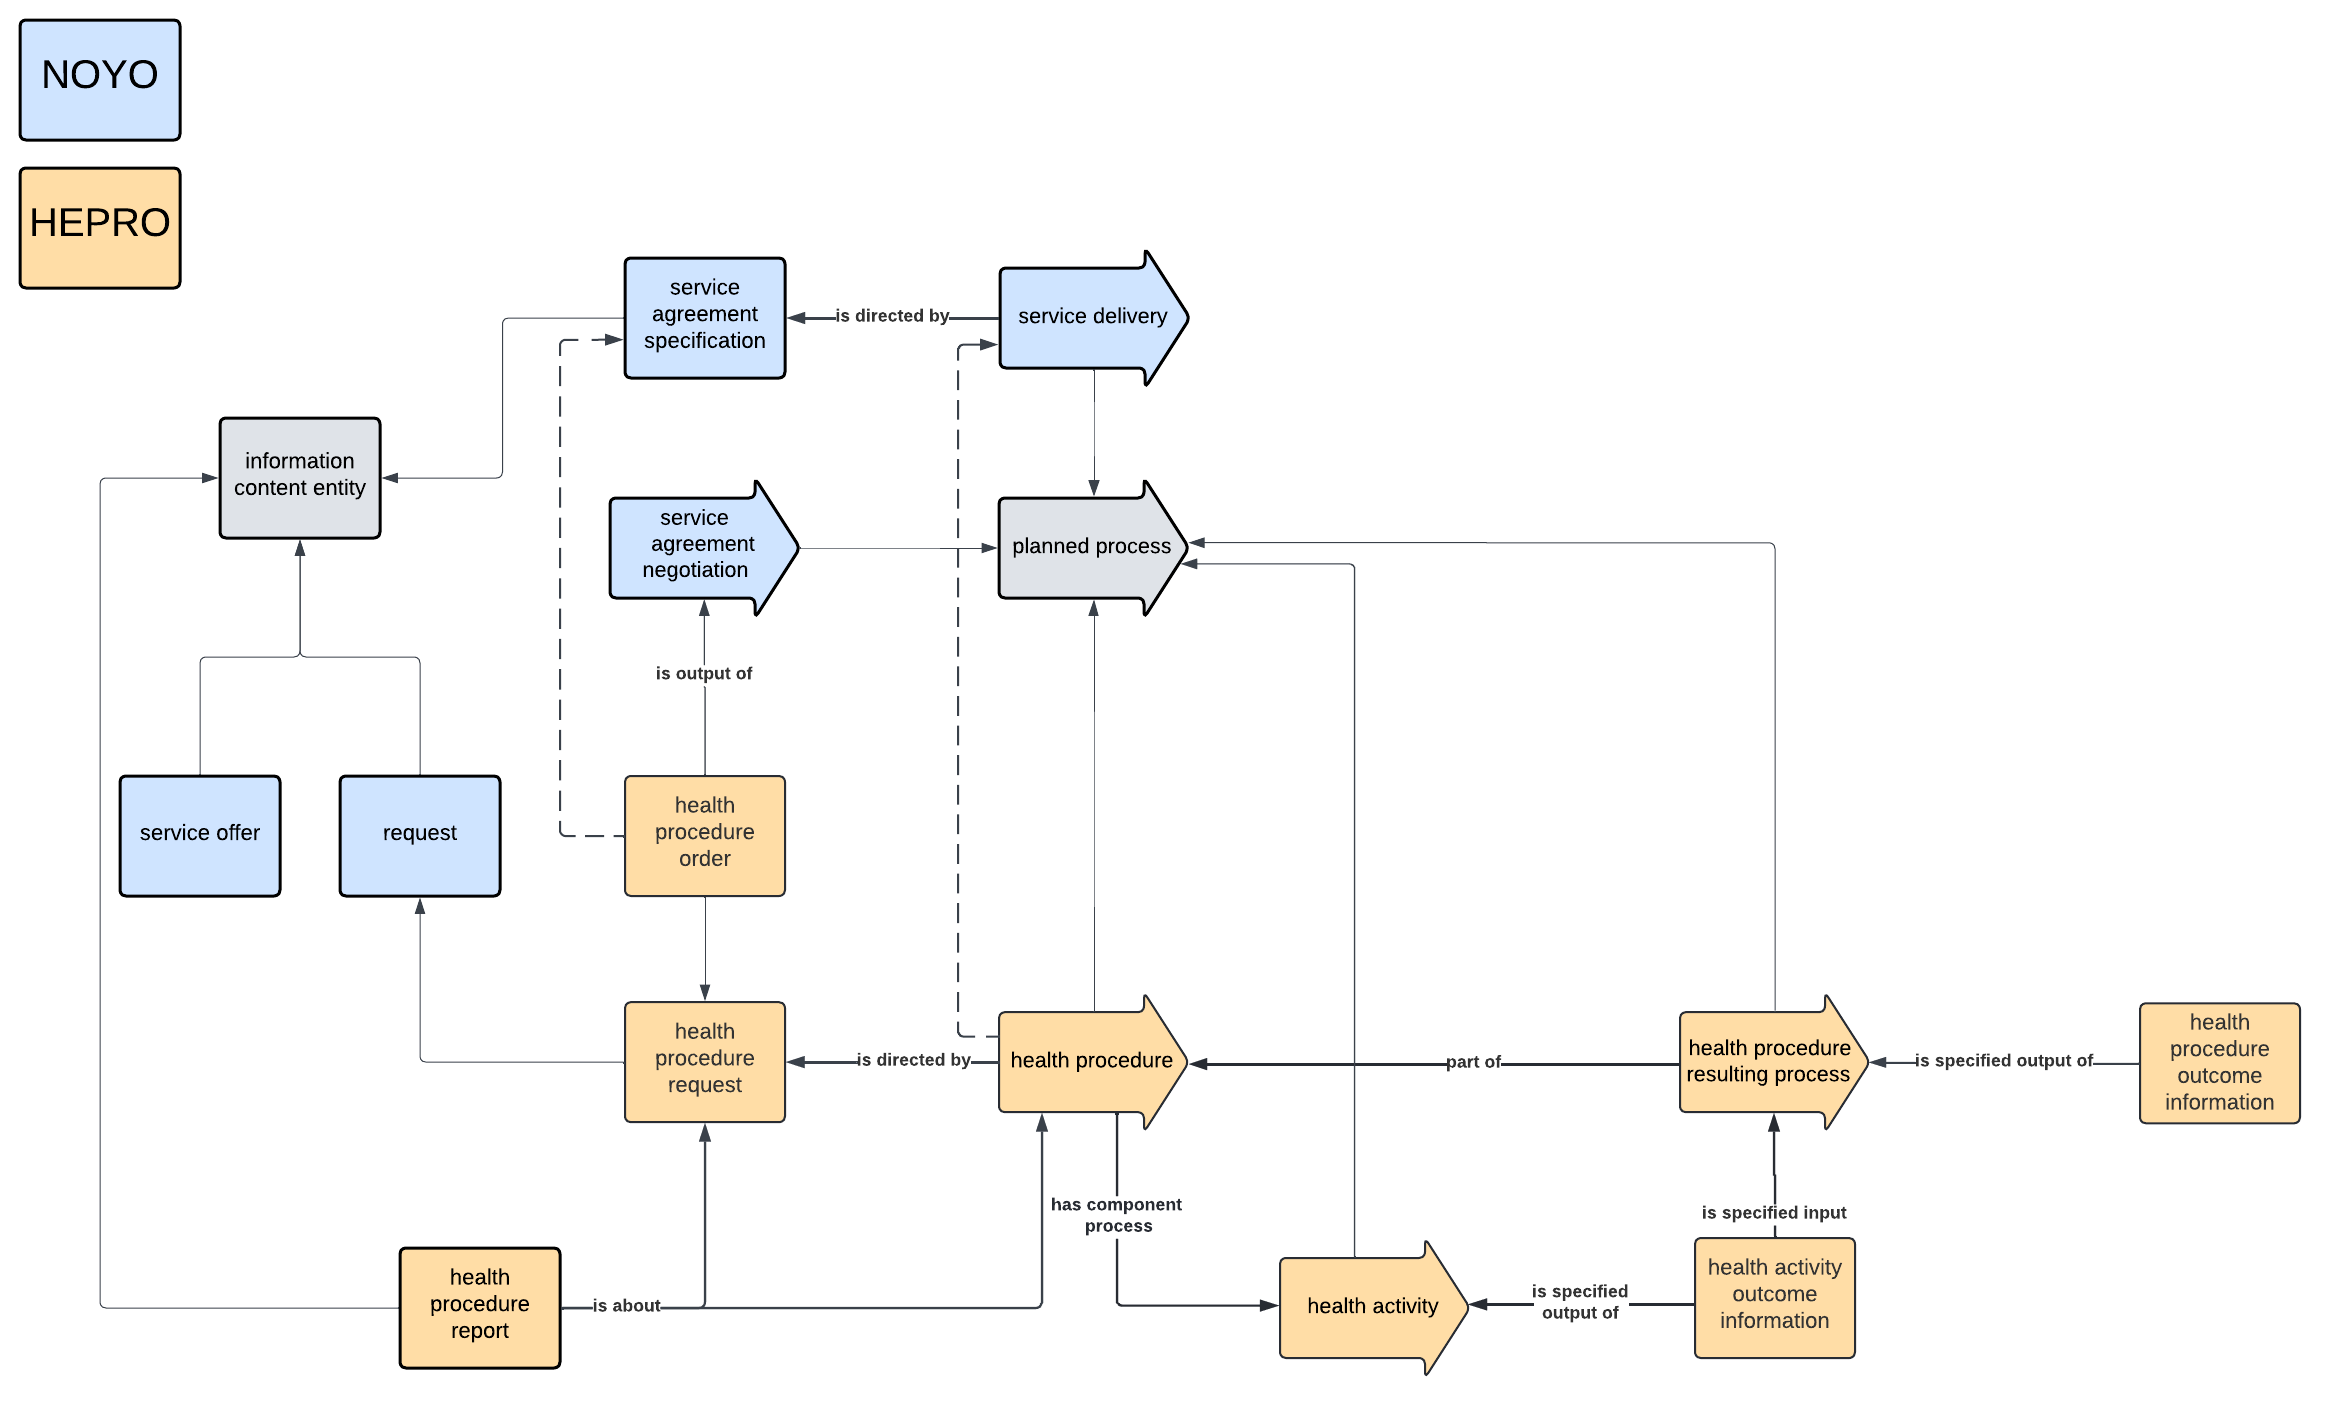 NOYO
HEPRO
service
agreement
specification
is directed by
service delivery
information
content entity
service
agreement
negotiation
planned process
is output of
service offer
request
health
procedure
order
health
procedure
request
is directed by
health procedure
part of
health procedure
resulting process
is specified output of
health
procedure
outcome
information
has component
process
is specified input
health
procedure
report
is about
health activity
is specified
output of
health activity
outcome
information